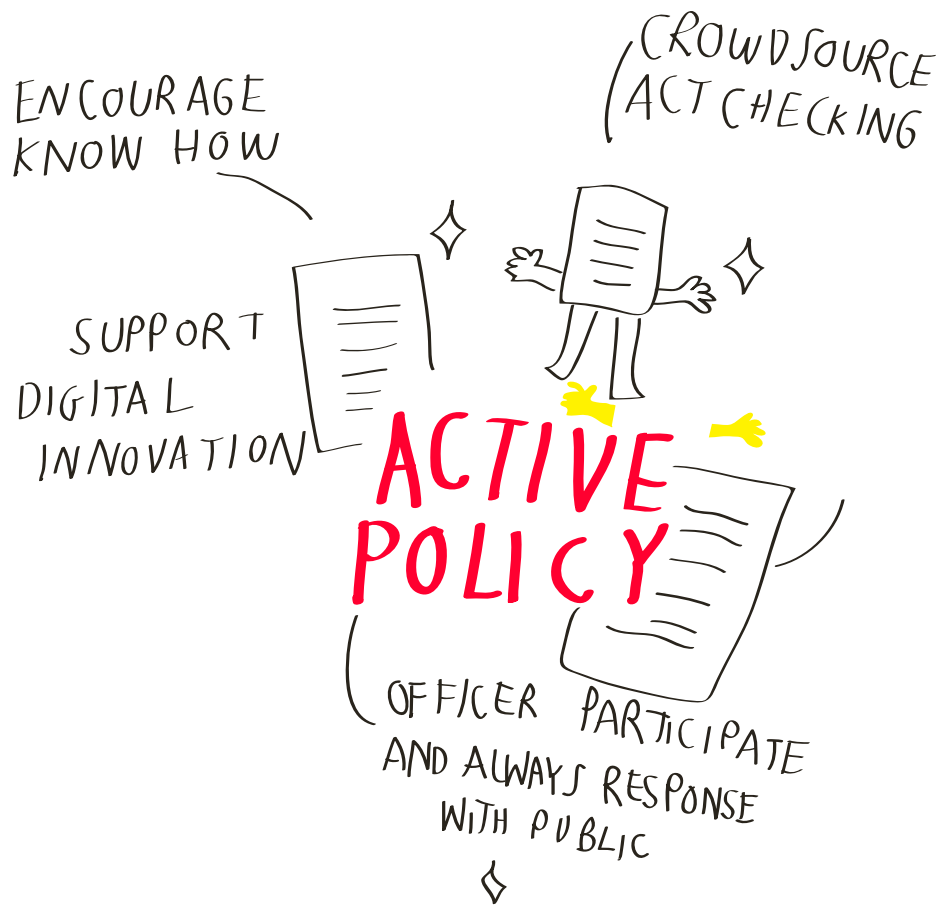 ENCOURAGE
KNOW HOW
CROWDSOURCE
ACT CHECKING
SUPPORT
DIGITAL
INNOVATION
ACTIVE
POLICY
OFFICER PARTICIPATE
AND ALWAYS RESPONSE
WITH PUBLIC